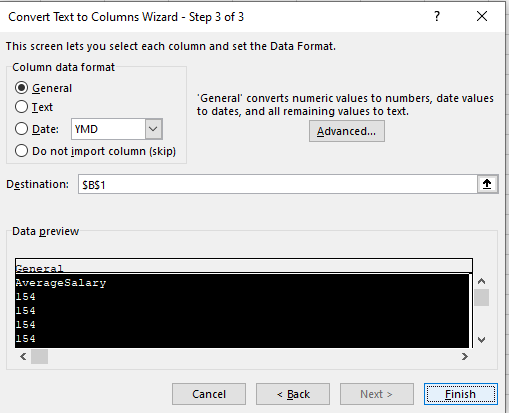 Convert Text to Columns Wizard - Step 3 of 3
?
This screen lets you select each column and set the Data Format.
Column data format
General
Text
Date: YMD
Do not import column (skip)
'General' converts numeric values to numbers, date values
to dates, and all remaining values to text.
Advanced...
Destination: $B$1
Data preview
General
AverageSalary
154
154
154
154
Cancel
< Back
Next >
Finish